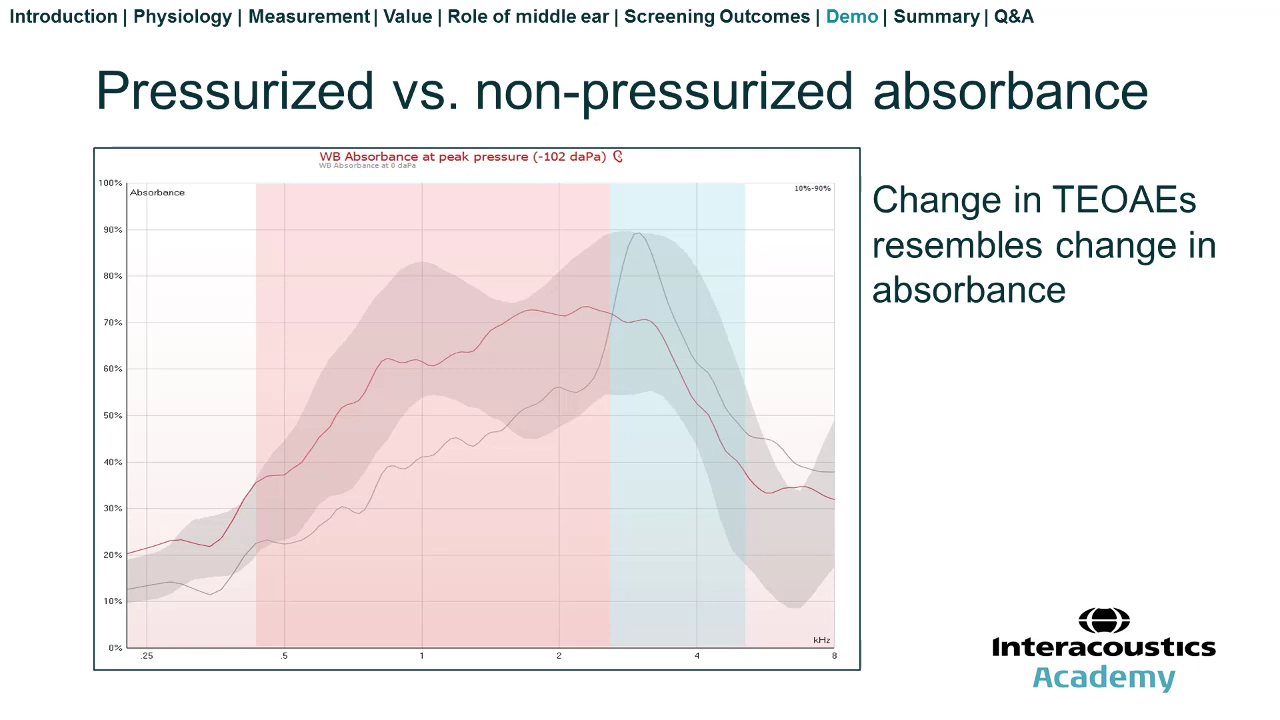 Introduction | Physiology | Measurement | Value | Role of middle ear | Screening Outcomes | Demo | Summary | Q&A
Pressurized vs. non-pressurized absorbance
WB Absorbance at peak pressure (-102 daPa)
WB Absorbance at 0 daPa
100%
Absorbance
10%-90%
90%
80%
70%
60%
50%
40%
30%
20%
10%
0%
kHz
.25 .5 1 2 4 8
Change in TEOAEs
resembles change in
absorbance
Interacoustics
Academy